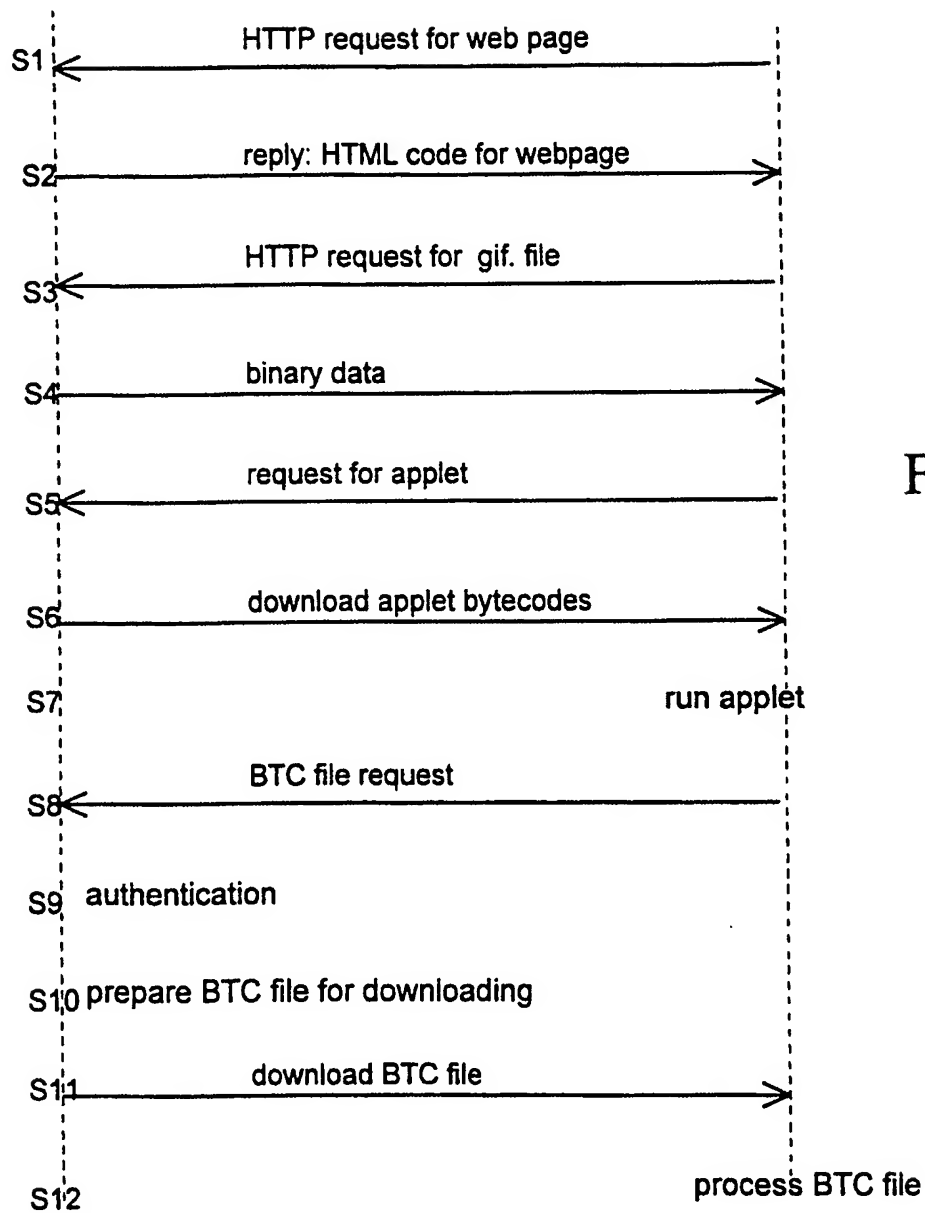 HTTP request for web page
S1
reply: HTML code for webpage
S2
HTTP request for gif. file
S3
binary data
S4
request for applet
S5
F
download applet bytecodes
S6
S7 run applet
BTC file request
S8
S9 authentication
S10 prepare BTC file for downloading
download BTC file
S11
process BTC file
S12